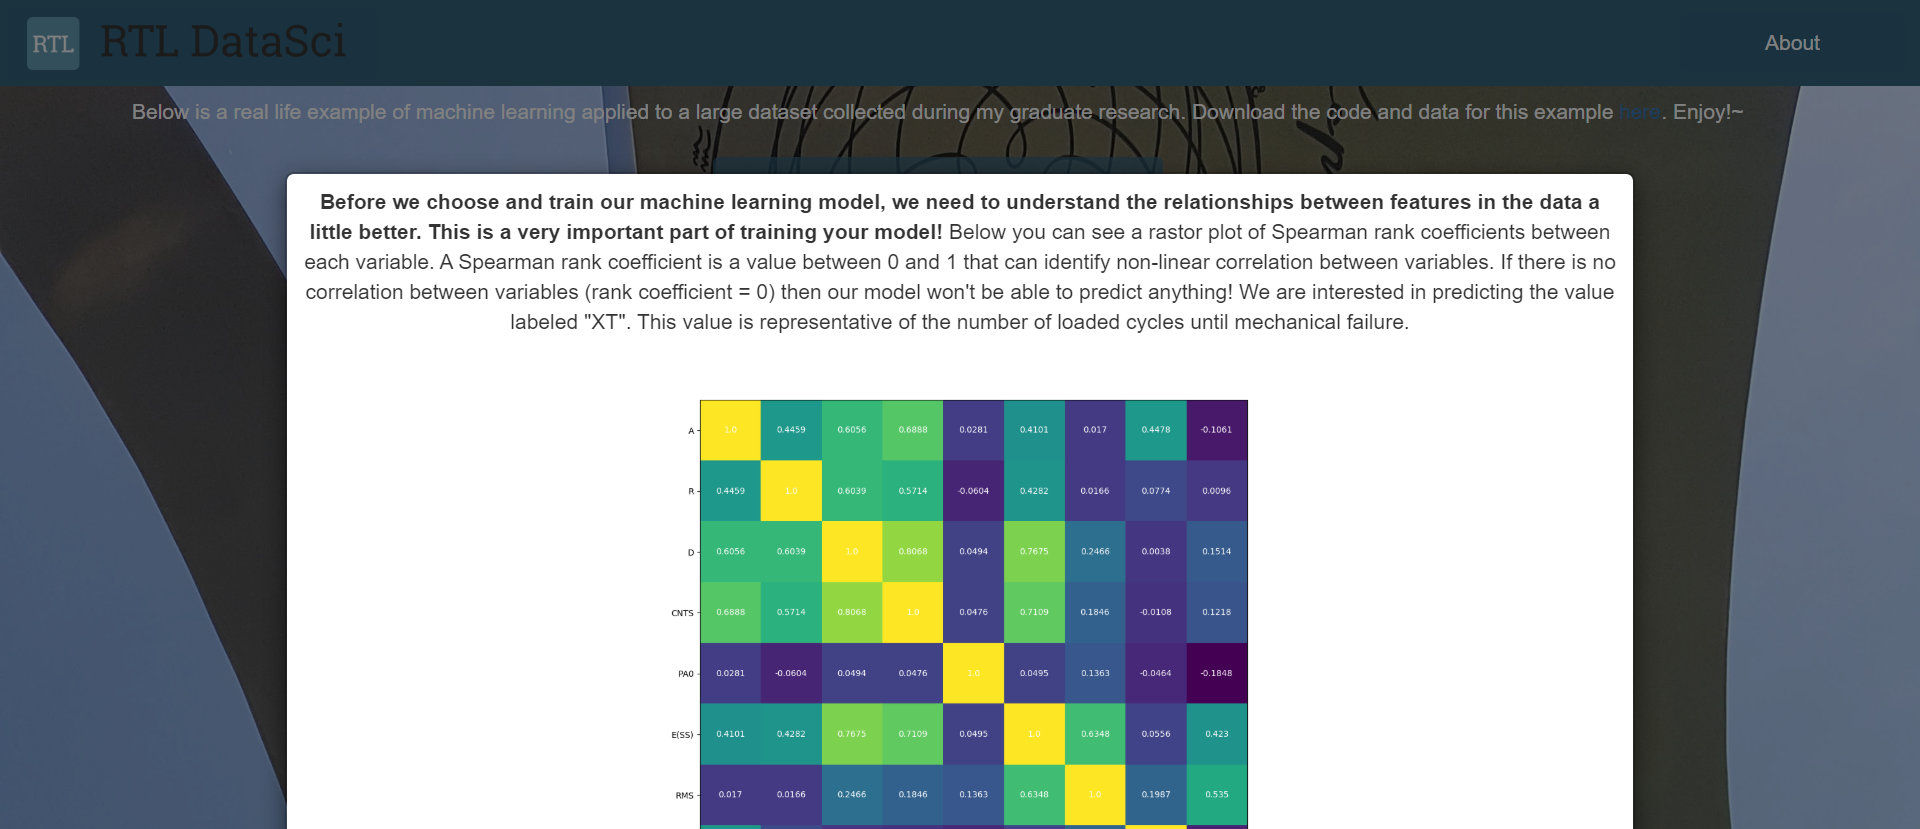 RTL RTL DataSci About
Below is a real life example of machine learning applied to a large dataset collected during my graduate research. Download the code and data for this example here. Enjoy!~
Before we choose and train our machine learning model, we need to understand the relationships between features in the data a
little better. This is a very important part of training your model! Below you can see a rastor plot of Spearman rank coefficients between
each variable. A Spearman rank coefficient is a value between 0 and 1 that can identify non-linear correlation between variables. If there is no
correlation between variables (rank coefficient = 0) then our model won't be able to predict anything! We are interested in predicting the value
labeled "XT". This value is representative of the number of loaded cycles until mechanical failure.
A 1.0 0.4459 0.6056 0.6888 0.0281 0.4101 0.017 0.4478 -0.1061
R 0.4459 1.0 0.6039 0.5714 -0.0604 0.4282 0.0166 0.0774 0.0096
D 0.6056 0.6039 1.0 0.8068 0.0494 0.7675 0.2466 0.0038 0.1514
CNTS 0.6888 0.5714 0.8068 1.0 0.0476 0.7109 0.1846 -0.0108 0.1218
PA0 0.0281 -0.0604 0.0494 0.0476 1.0 0.0495 0.1363 -0.0464 -0.1848
E(SS) 0.4101 0.4282 0.7675 0.7109 0.0495 1.0 0.6348 0.0556 0.423
RMS 0.017 0.0166 0.2466 0.1846 0.1363 0.6348 1.0 0.1987 0.535